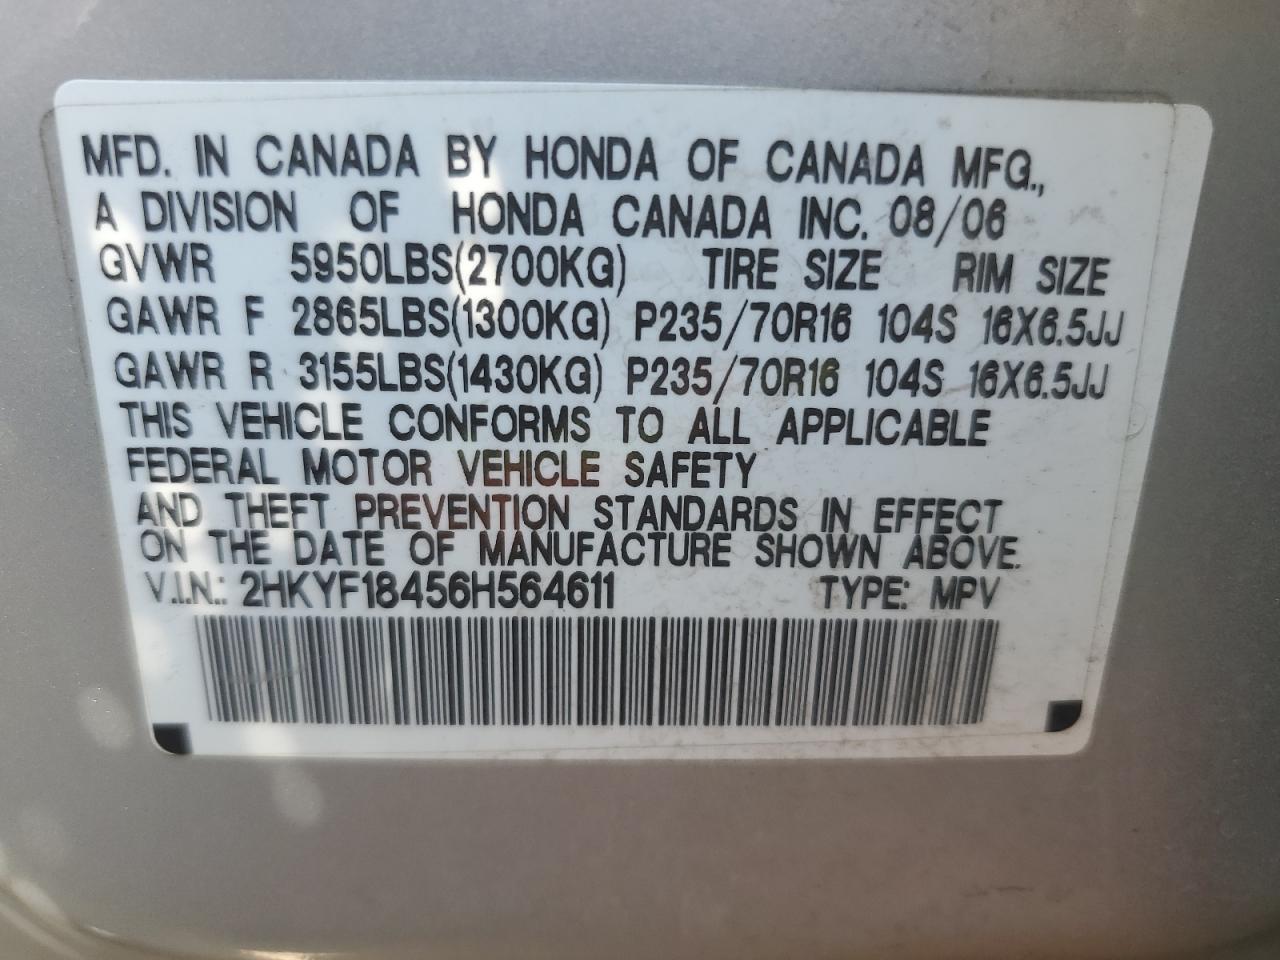 MFD. IN CANADA BY HONDA OF CANADA MFG.,
A DIVISION OF HONDA CANADA INC. 08/06
GVWR 5950LBS(2700KG) TIRE SIZE RIM SIZE
GAWR F 2865LBS(1300KG) P235/70R16 104S 16X6.5JJ
GAWR R 3155LBS(1430KG) P235/70R16 104S 16X6.5JJ
THIS VEHICLE CONFORMS TO ALL APPLICABLE
FEDERAL MOTOR VEHICLE SAFETY
AND THEFT PREVENTION STANDARDS IN EFFECT
ON THE DATE OF MANUFACTURE SHOWN ABOVE.
V.I.N.: 2HKYF18456H564611 TYPE: MPV